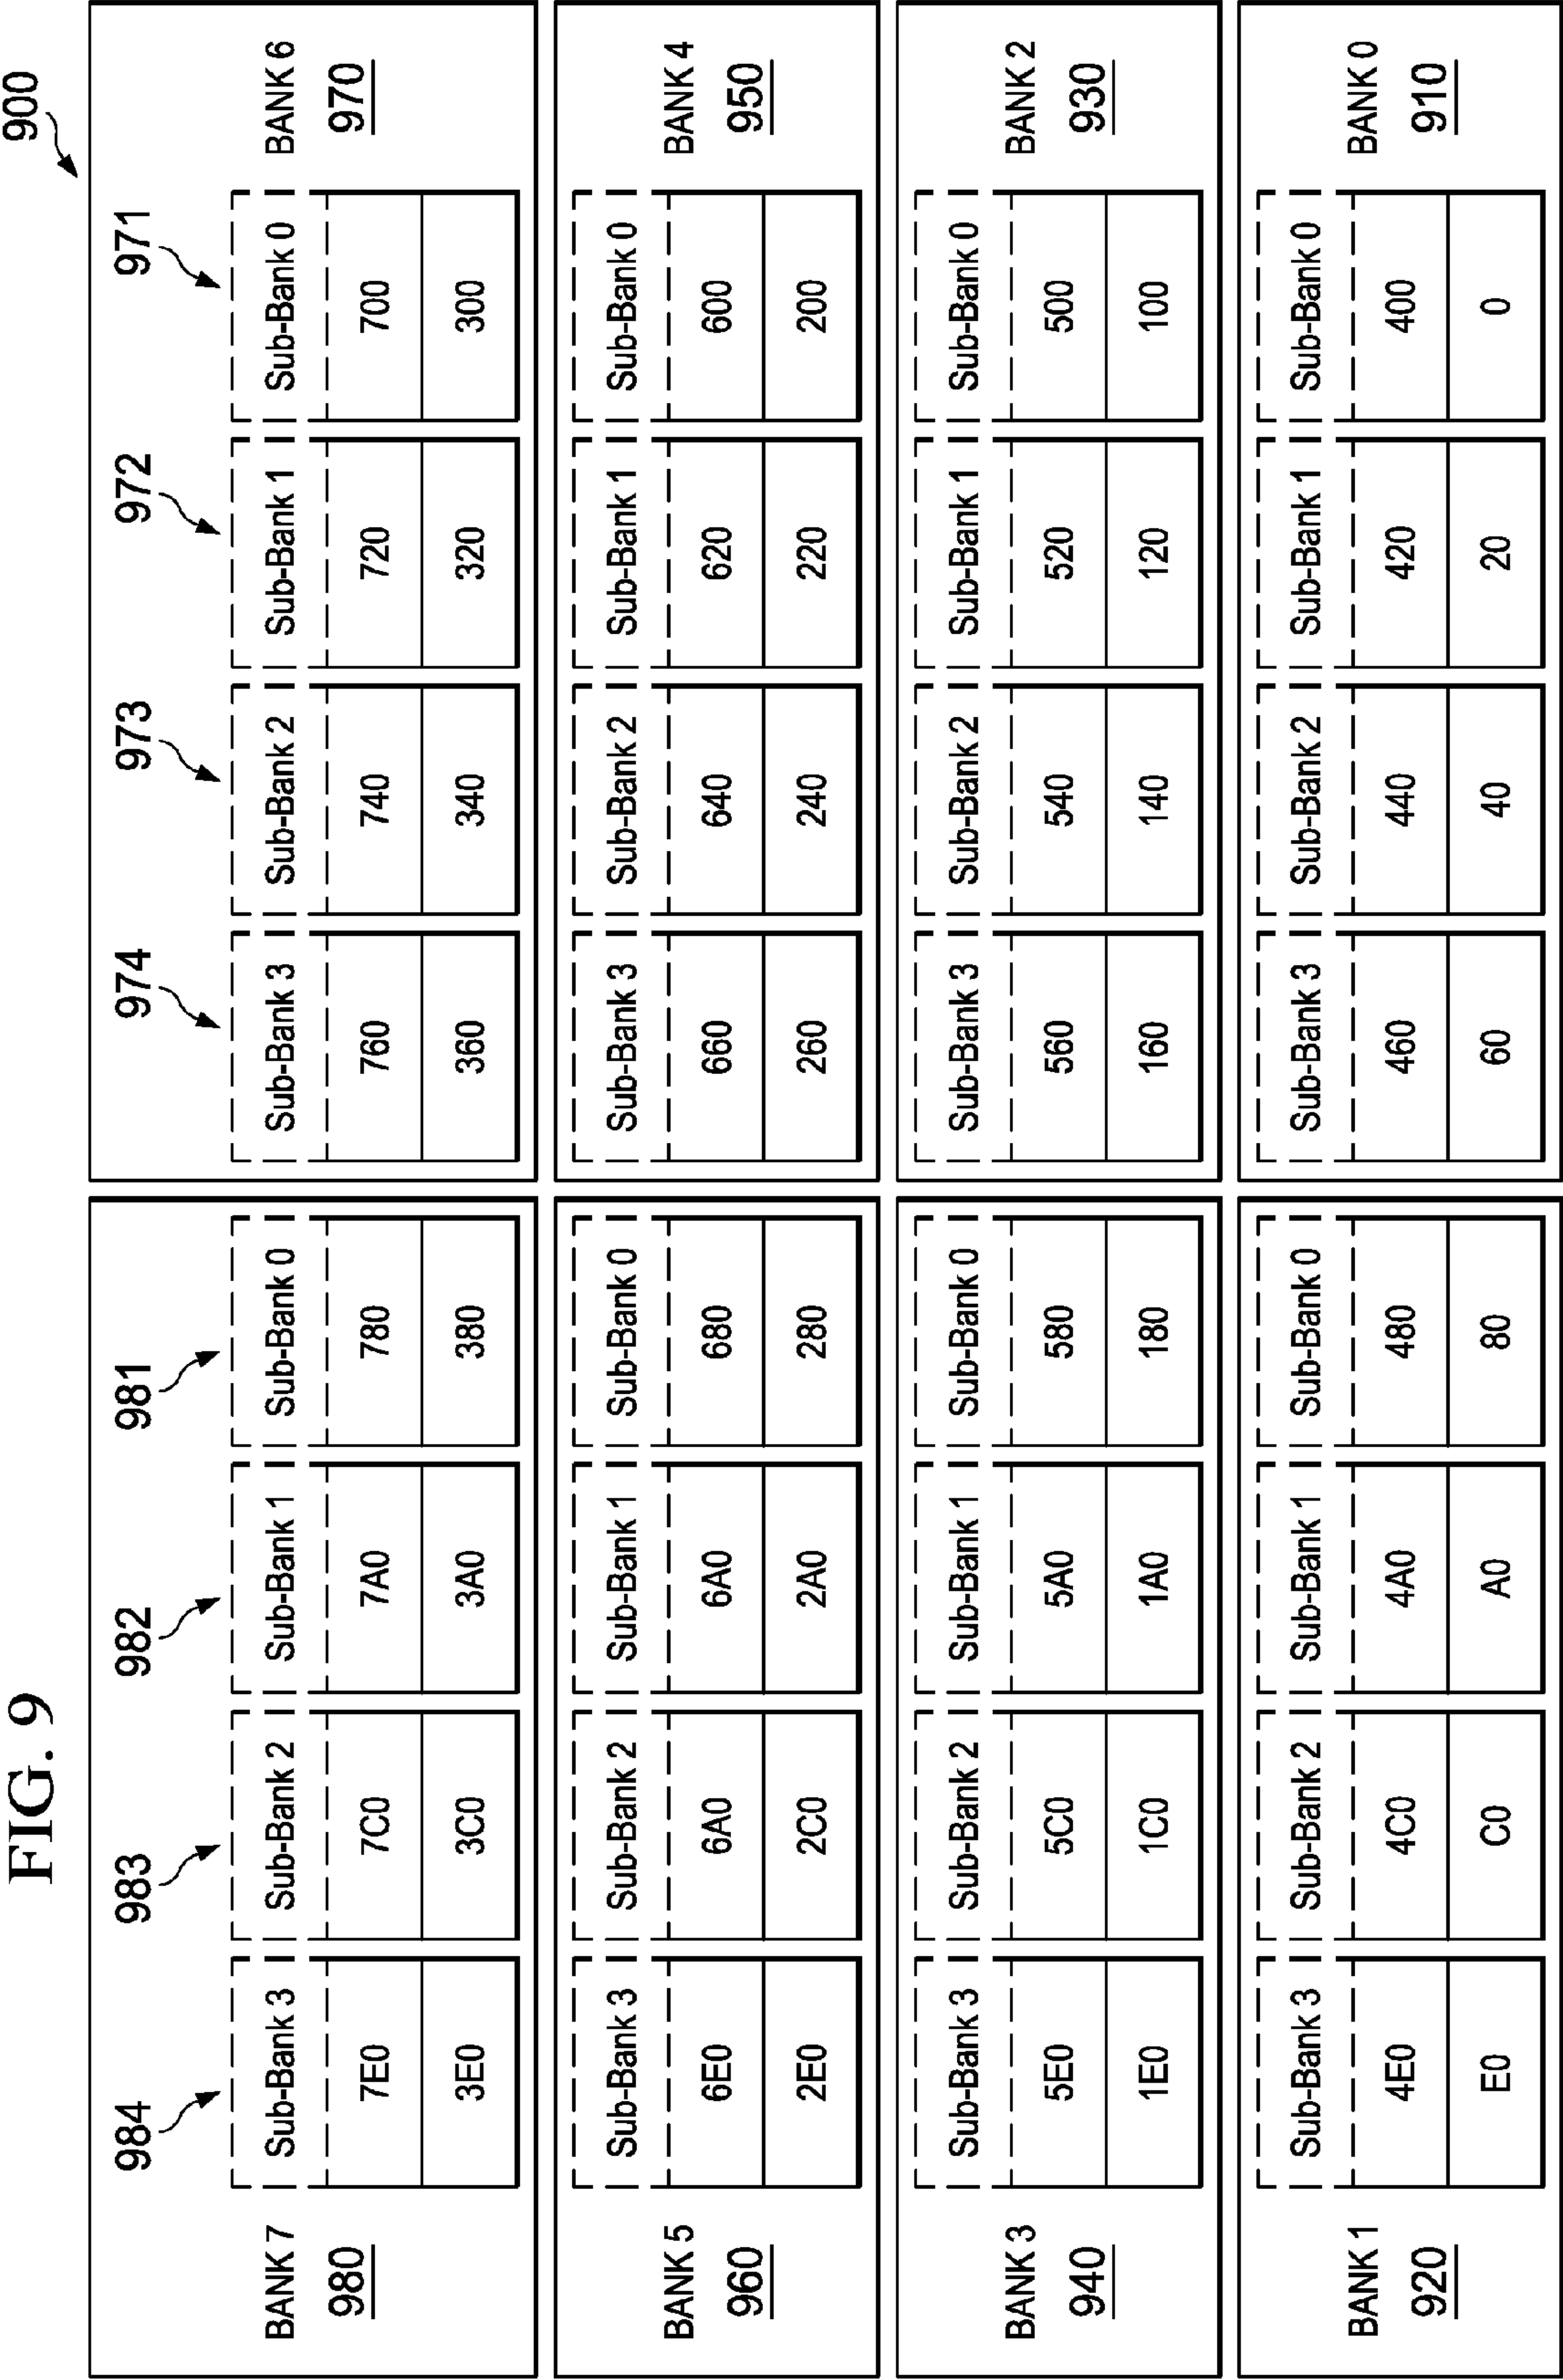 FIG. 9
900
984 983 982 981 974 973 972 971
BANK 7
980
Sub-Bank 3 Sub-Bank 2 Sub-Bank 1 Sub-Bank 0
7E0 7C0 7A0 780
3E0 3C0 3A0 380
Sub-Bank 3 Sub-Bank 2 Sub-Bank 1 Sub-Bank 0
760 740 720 700
360 340 320 300
BANK 6
970
BANK 5
960
Sub-Bank 3 Sub-Bank 2 Sub-Bank 1 Sub-Bank 0
6E0 6A0 6A0 680
2E0 2C0 2A0 280
Sub-Bank 3 Sub-Bank 2 Sub-Bank 1 Sub-Bank 0
660 640 620 600
260 240 220 200
BANK 4
950
BANK 3
940
Sub-Bank 3 Sub-Bank 2 Sub-Bank 1 Sub-Bank 0
5E0 5C0 5A0 580
1E0 1C0 1A0 180
Sub-Bank 3 Sub-Bank 2 Sub-Bank 1 Sub-Bank 0
560 540 520 500
160 140 120 100
BANK 2
930
BANK 1
920
Sub-Bank 3 Sub-Bank 2 Sub-Bank 1 Sub-Bank 0
4E0 4C0 4A0 480
E0 C0 A0 80
Sub-Bank 3 Sub-Bank 2 Sub-Bank 1 Sub-Bank 0
460 440 420 400
60 40 20 0
BANK 0
910